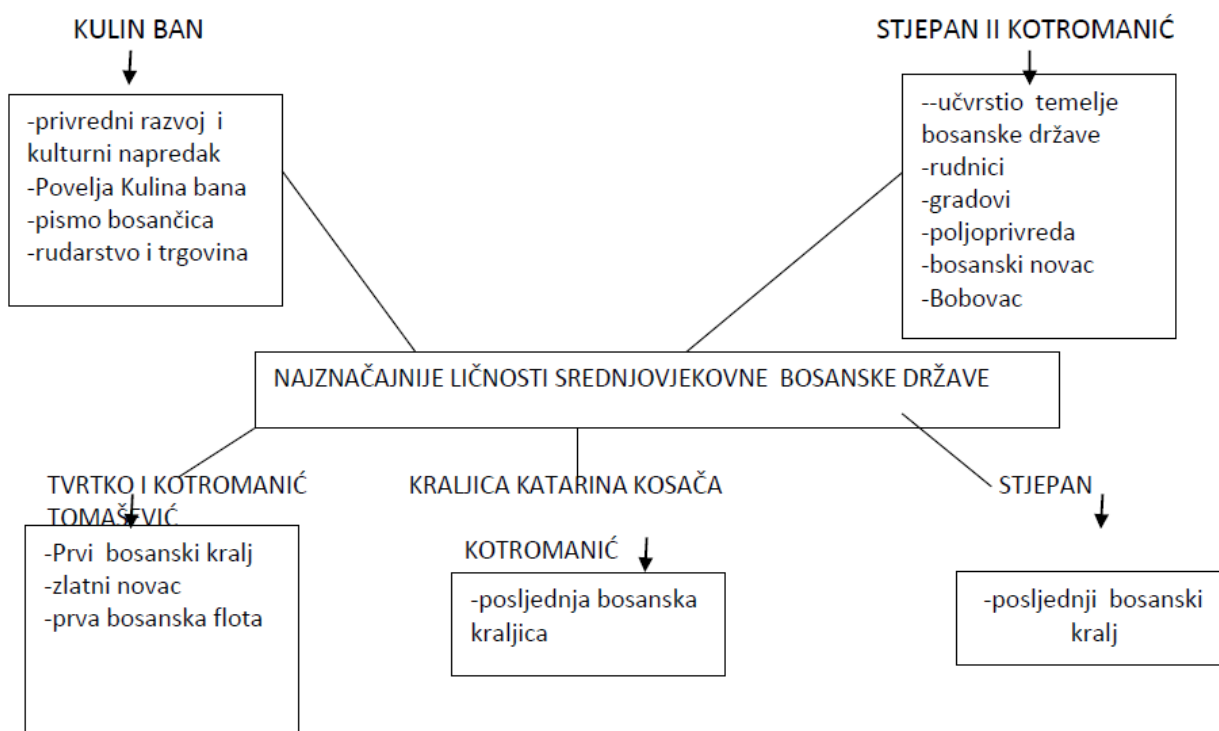 KULIN BAN
-privredni razvoj i
kulturni napredak
-Povelja Kulina bana
-pismo bosančica
-rudarstvo i trgovina
STJEPAN II KOTROMANIĆ
--učvrstio temelje
bosanske države
-rudnici
-gradovi
-poljoprivreda
-bosanski novac
-Bobovac
NAJZNAČAJNIJE LIČNOSTI SREDNJOVJEKOVNE BOSANSKE DRŽAVE
TVRTKO I KOTROMANIĆ
TOMAŠEVIĆ
-Prvi bosanski kralj
-zlatni novac
-prva bosanska flota
KRALJICA KATARINA KOSAČA
KOTROMANIĆ
-posljednja bosanska
kraljica
STJEPAN
-posljednji bosanski
kralj